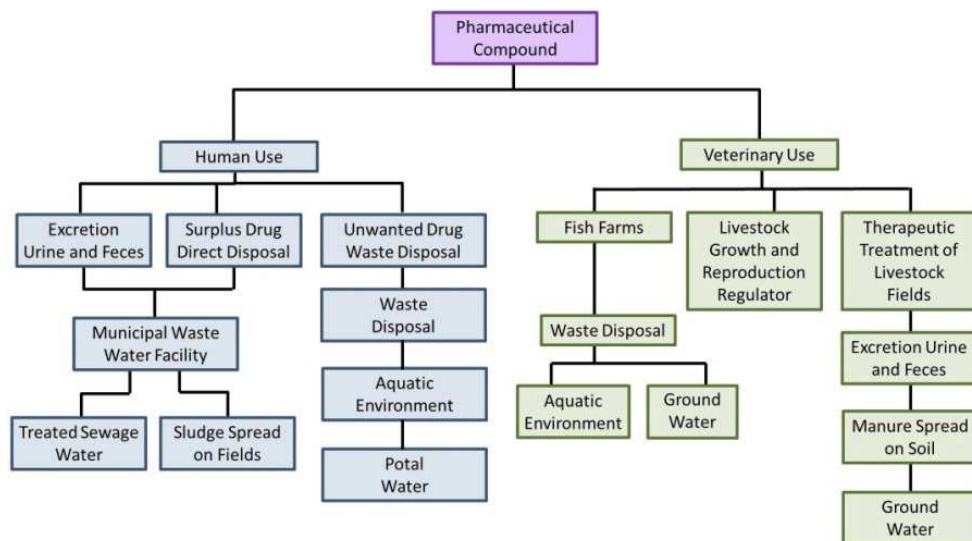 Pharmaceutical
Compound
Human Use
Veterinary Use
Excretion
Urine and Feces
Surplus Drug
Direct Disposal
Unwanted Drug
Waste Disposal
Fish Farms
Livestock
Growth and
Reproduction
Regulator
Therapeutic
Treatment of
Livestock
Fields
Waste
Disposal
Municipal Waste
Water Facility
Waste Disposal
Excretion Urine
and Feces
Aquatic
Environment
Aquatic
Environment
Ground
Water
Treated Sewage
Water
Sludge Spread
on Fields
Manure Spread
on Soil
Potal
Water
Ground
Water